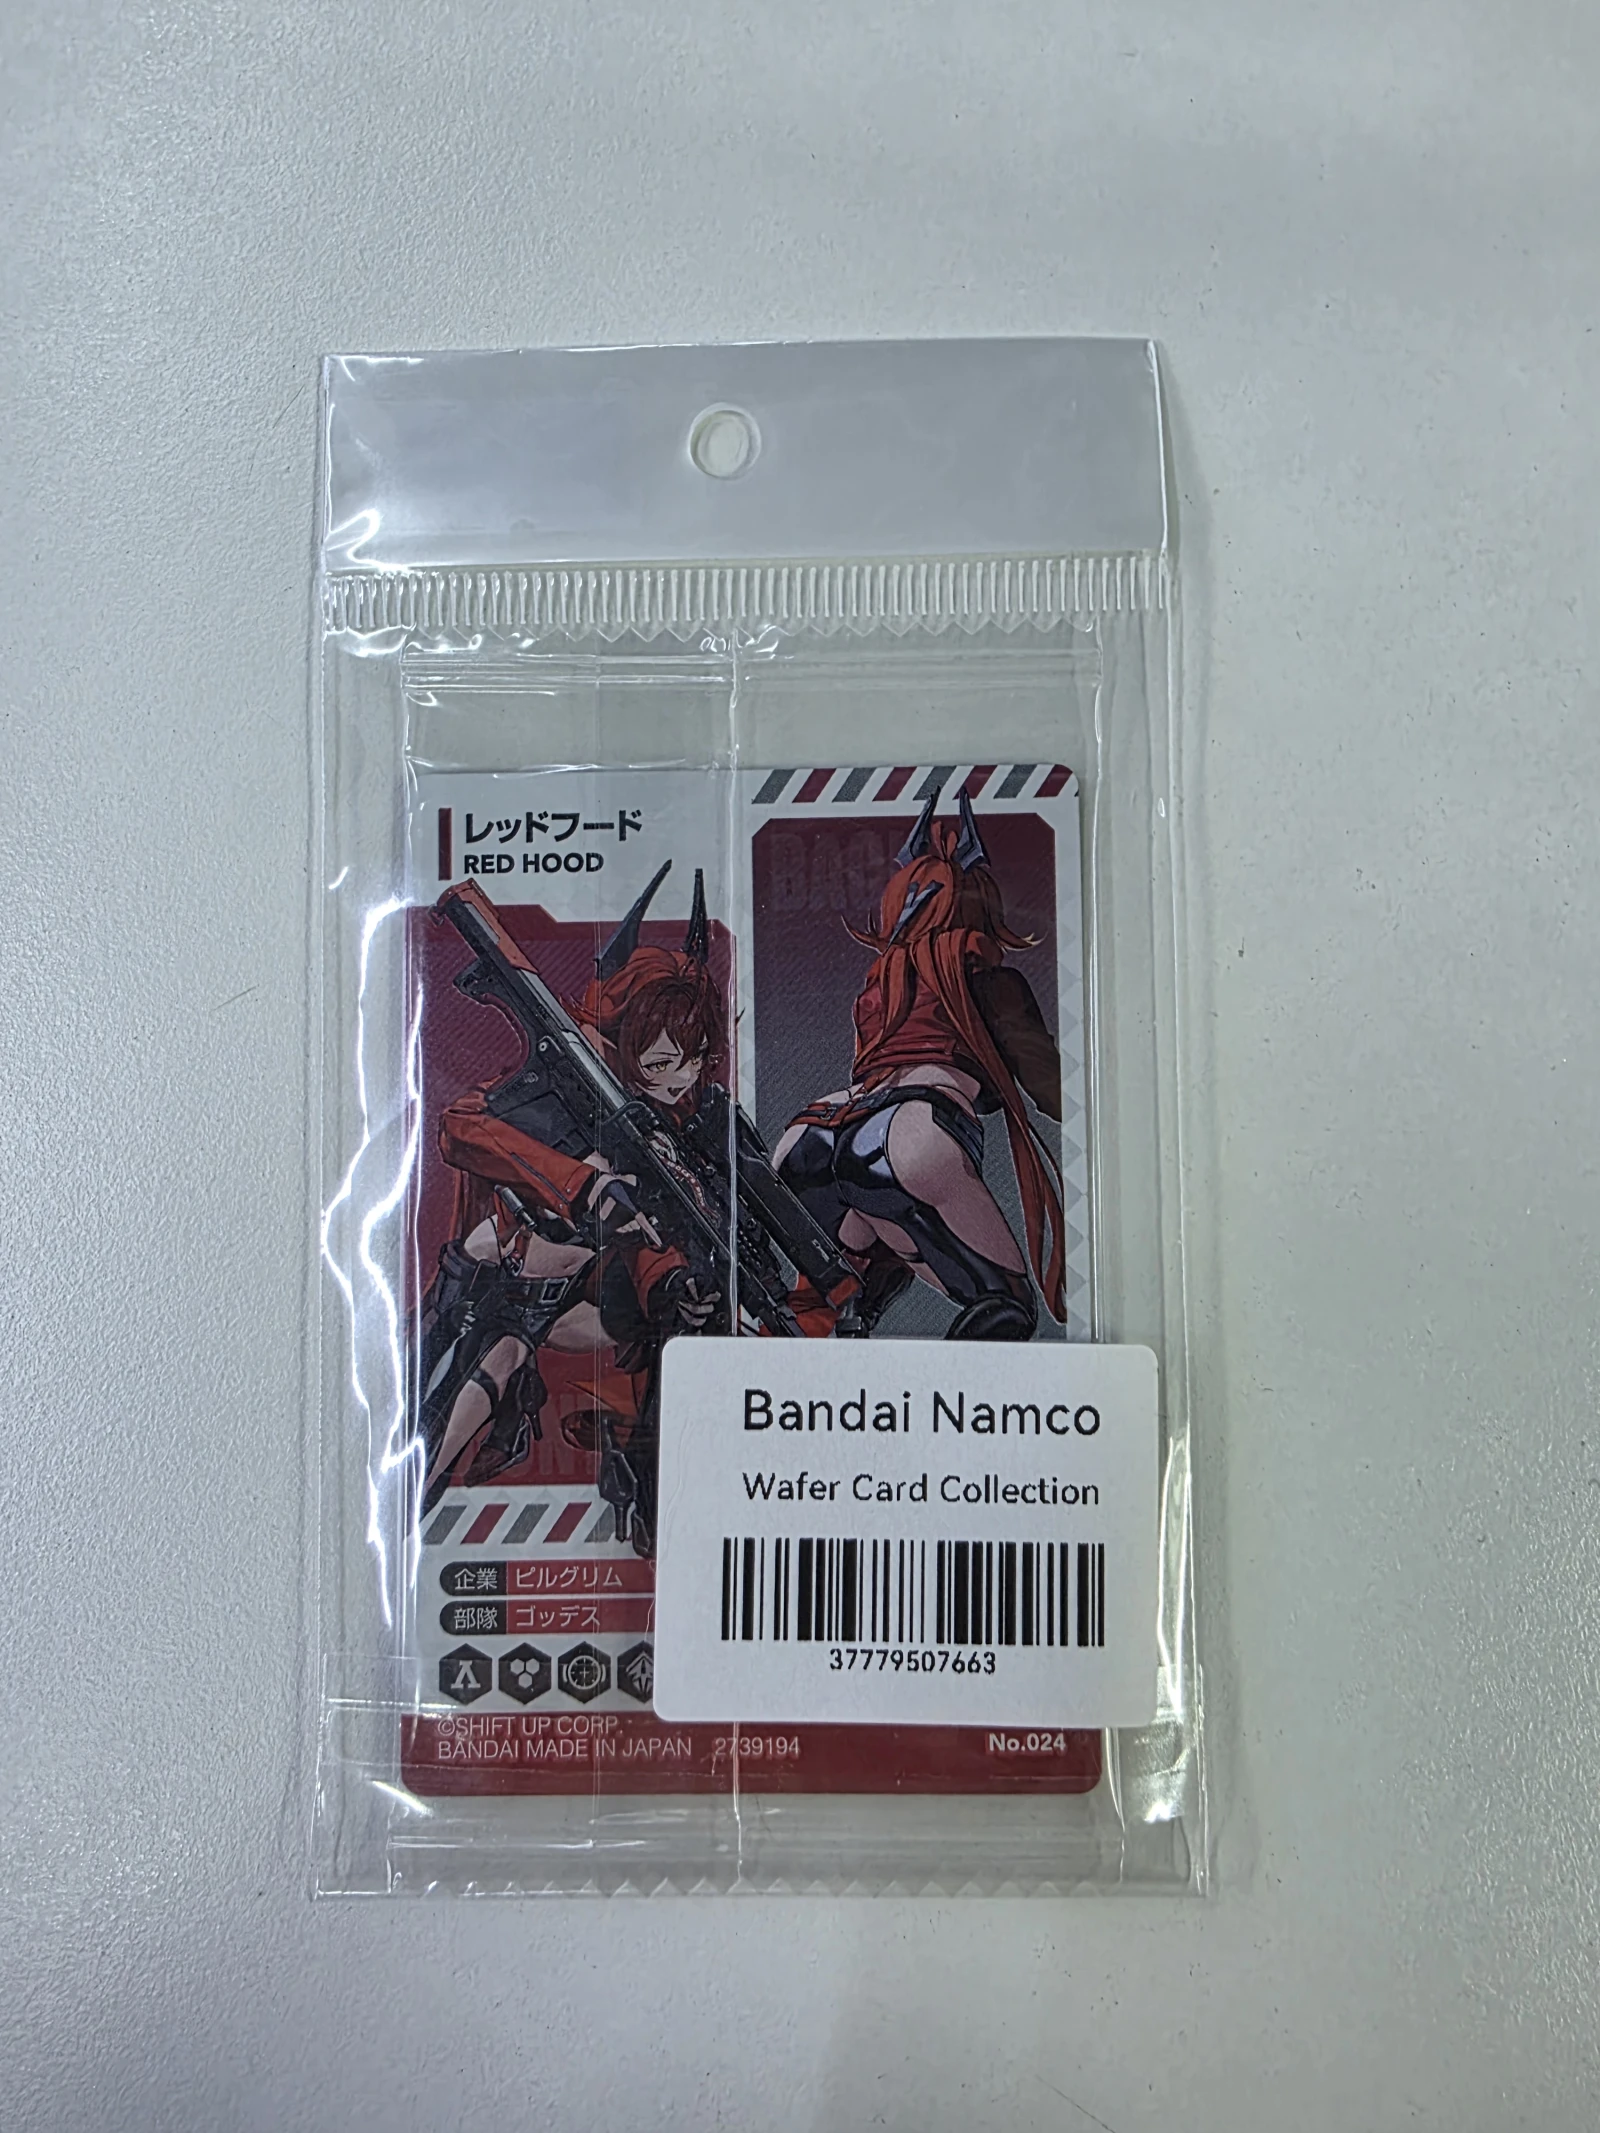 レッドフード
RED HOOD
BAC
Bandai Namco
Wafer Card Collection
37779507663
企業 ピルグリム
部隊 ゴッデス
©SHIFT UP CORP.
BANDAI MADE IN JAPAN 2739194
No.024